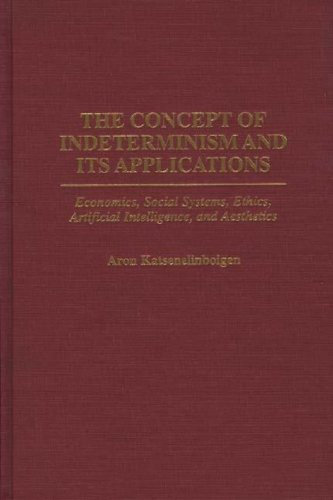 THE CONCEPT OF
INDETERMINISM AND
ITS APPLICATIONS
Economics, Social Systems, Ethics,
Artificial Intelligence, and Aesthetics
Aron Katsenelinboigen